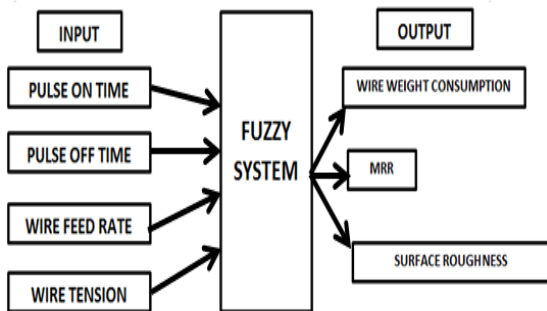 INPUT
PULSE ON TIME
PULSE OFF TIME
WIRE FEED RATE
WIRE TENSION
FUZZY
SYSTEM
OUTPUT
WIRE WEIGHT CONSUMPTION
MRR
SURFACE ROUGHNESS